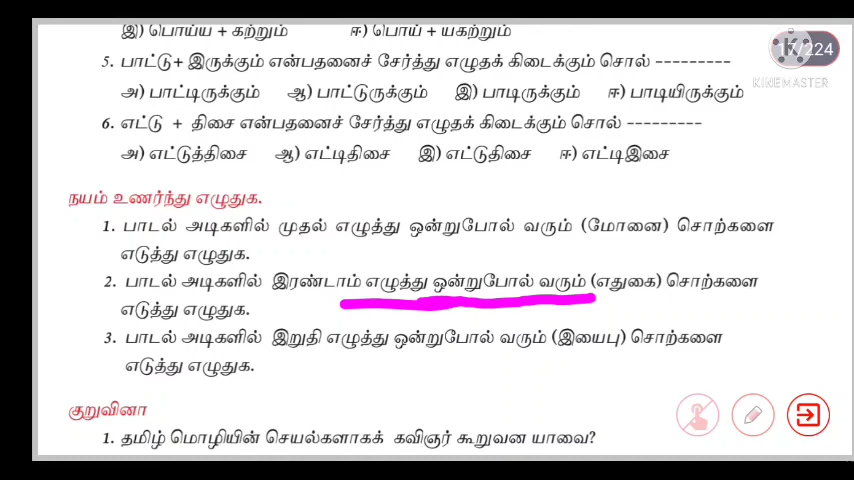 இ) பொய்ய + கற்றும் ஈ) பொய் + யகற்றும்
17/224
5. பாட்டு+ இருக்கும் என்பதனைச் சேர்த்து எழுதக் கிடைக்கும் சொல் ---------
KINEMASTER
அ) பாட்டிருக்கும் ஆ) பாட்டுருக்கும் இ) பாடிருக்கும் ஈ) பாடியிருக்கும்
6. எட்டு + திசை என்பதனைச் சேர்த்து எழுதக் கிடைக்கும் சொல் ---------
அ) எட்டுத்திசை ஆ) எட்டிதிசை இ) எட்டுதிசை ஈ) எட்டிஇசை
நயம் உணர்ந்து எழுதுக.
1. பாடல் அடிகளில் முதல் எழுத்து ஒன்றுபோல் வரும் (மோனை) சொற்களை
எடுத்து எழுதுக.
2. பாடல் அடிகளில் இரண்டாம் எழுத்து ஒன்றுபோல் வரும் (எதுகை) சொற்களை
எடுத்து எழுதுக.
3. பாடல் அடிகளில் இறுதி எழுத்து ஒன்றுபோல் வரும் (இயைபு) சொற்களை
எடுத்து எழுதுக.
குறுவினா
1. தமிழ் மொழியின் செயல்களாகக் கவிஞர் கூறுவன யாவை?